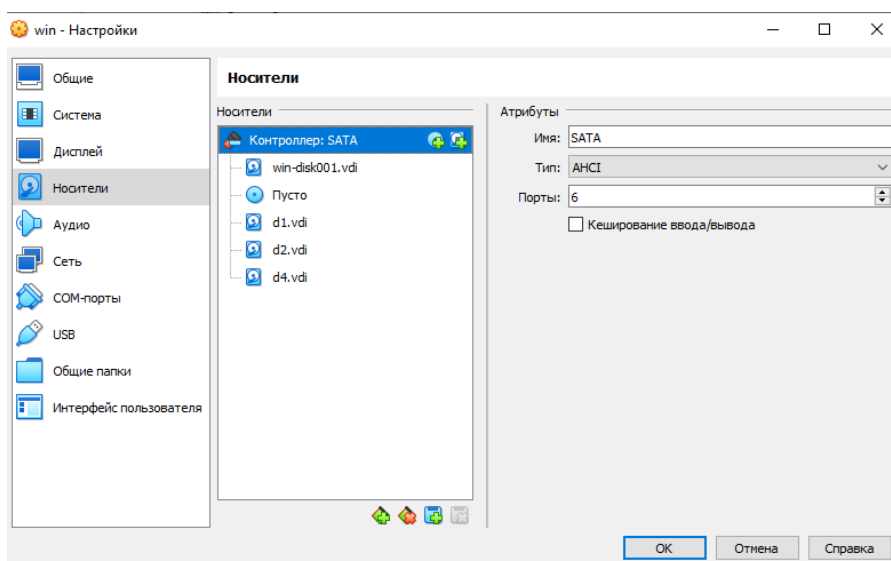 win - Настройки
Общие
Система
Дисплей
Носители
Аудио
Сеть
COM-порты
USB
Общие папки
Интерфейс пользователя
Носители
Носители
Контроллер: SATA
win-disk001.vdi
Пусто
d1.vdi
d2.vdi
d4.vdi
Атрибуты
Имя: SATA
Тип: AHCI
Порты: 6
Кеширование ввода/вывода
OK Отмена Справка